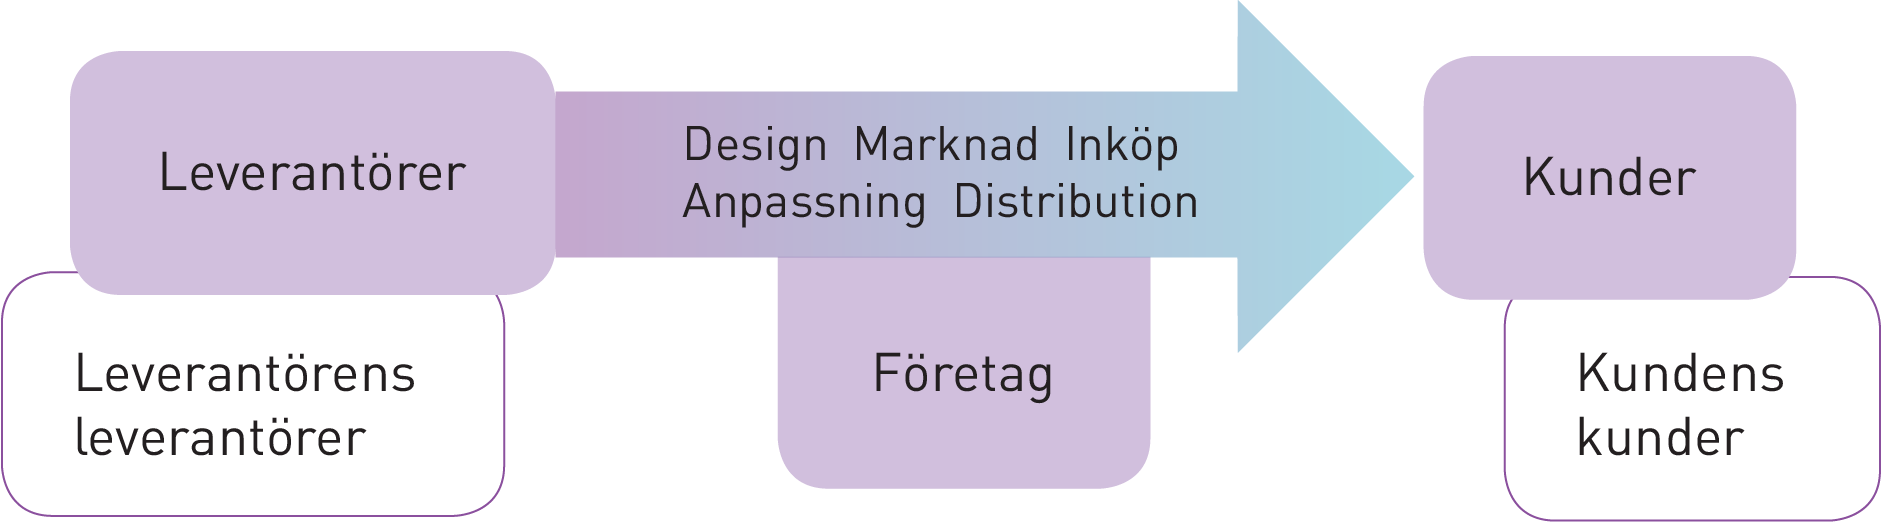 Leverantörer
Design Marknad Inköp
Anpassning Distribution
Kunder
Leverantörens
leverantörer
Företag
Kundens
kunder